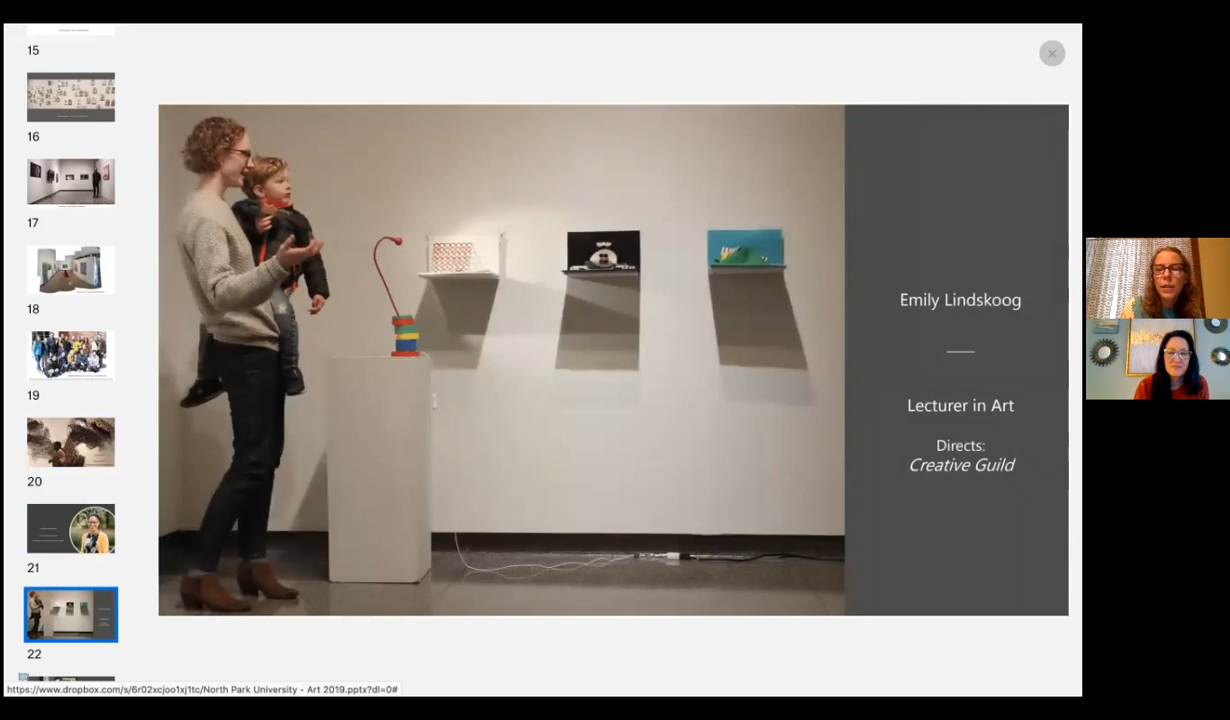 15
16
17
18
19
20
21
22
Emily Lindskoog
Lecturer in Art
Directs:
Creative Guild
https://www.dropbox.com/s/6r02xcjoo1xj1tc/North Park University - Art 2019.pptx?dl=0#